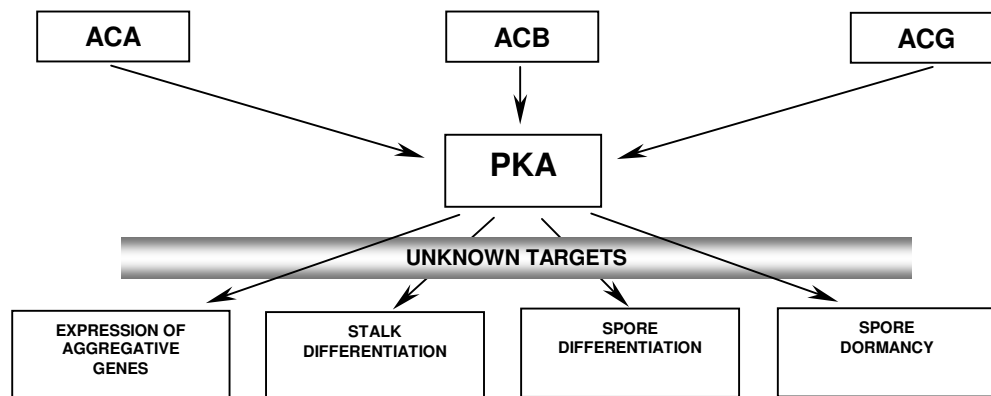 ACA
ACB
ACG
PKA
UNKNOWN TARGETS
EXPRESSION OF
AGGREGATIVE
GENES
STALK
DIFFERENTIATION
SPORE
DIFFERENTIATION
SPORE
DORMANCY